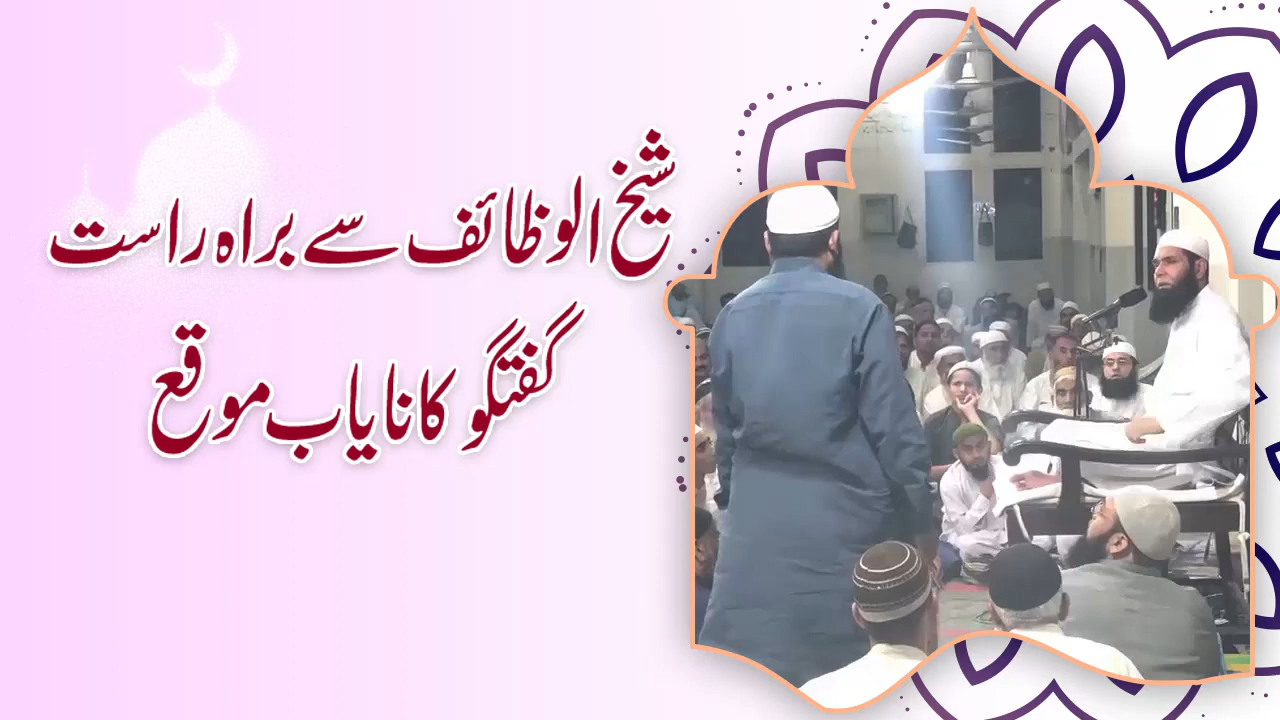 شیخ الوظائف سے براہ راست
گفتگو کا نایاب موقع